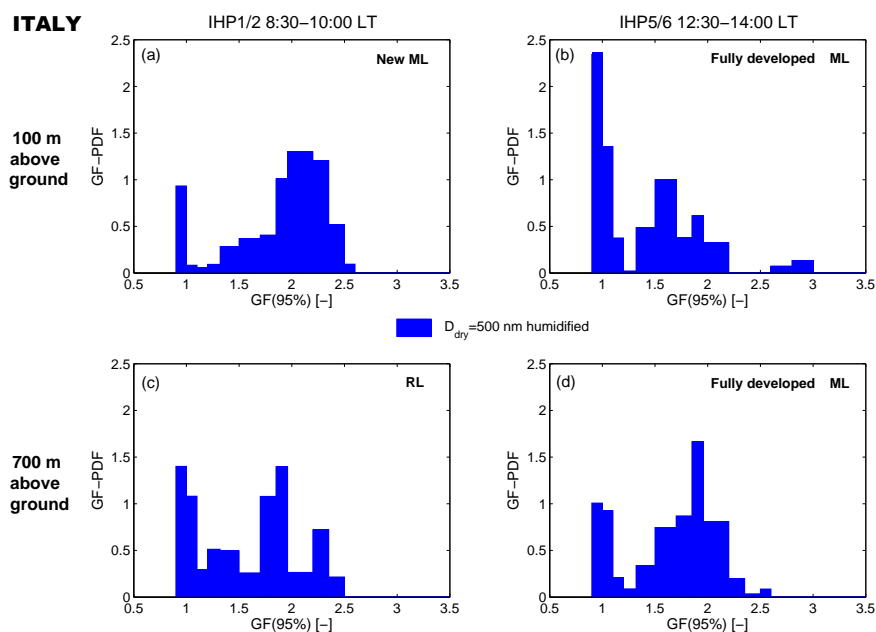 ITALY
IHP1/2 8:30−10:00 LT
IHP5/6 12:30−14:00 LT
100 m
above
ground
(a)
New ML
GF−PDF
2.5
2
1.5
1
0.5
0
0.5 1 1.5 2 2.5 3 3.5
GF(95%) [−]
(b)
Fully developed ML
GF−PDF
2.5
2
1.5
1
0.5
0
0.5 1 1.5 2 2.5 3 3.5
GF(95%) [−]
D_dry=500 nm humidified
700 m
above
ground
(c)
RL
GF−PDF
2.5
2
1.5
1
0.5
0
0.5 1 1.5 2 2.5 3 3.5
GF(95%) [−]
(d)
Fully developed ML
GF−PDF
2.5
2
1.5
1
0.5
0
0.5 1 1.5 2 2.5 3 3.5
GF(95%) [−]